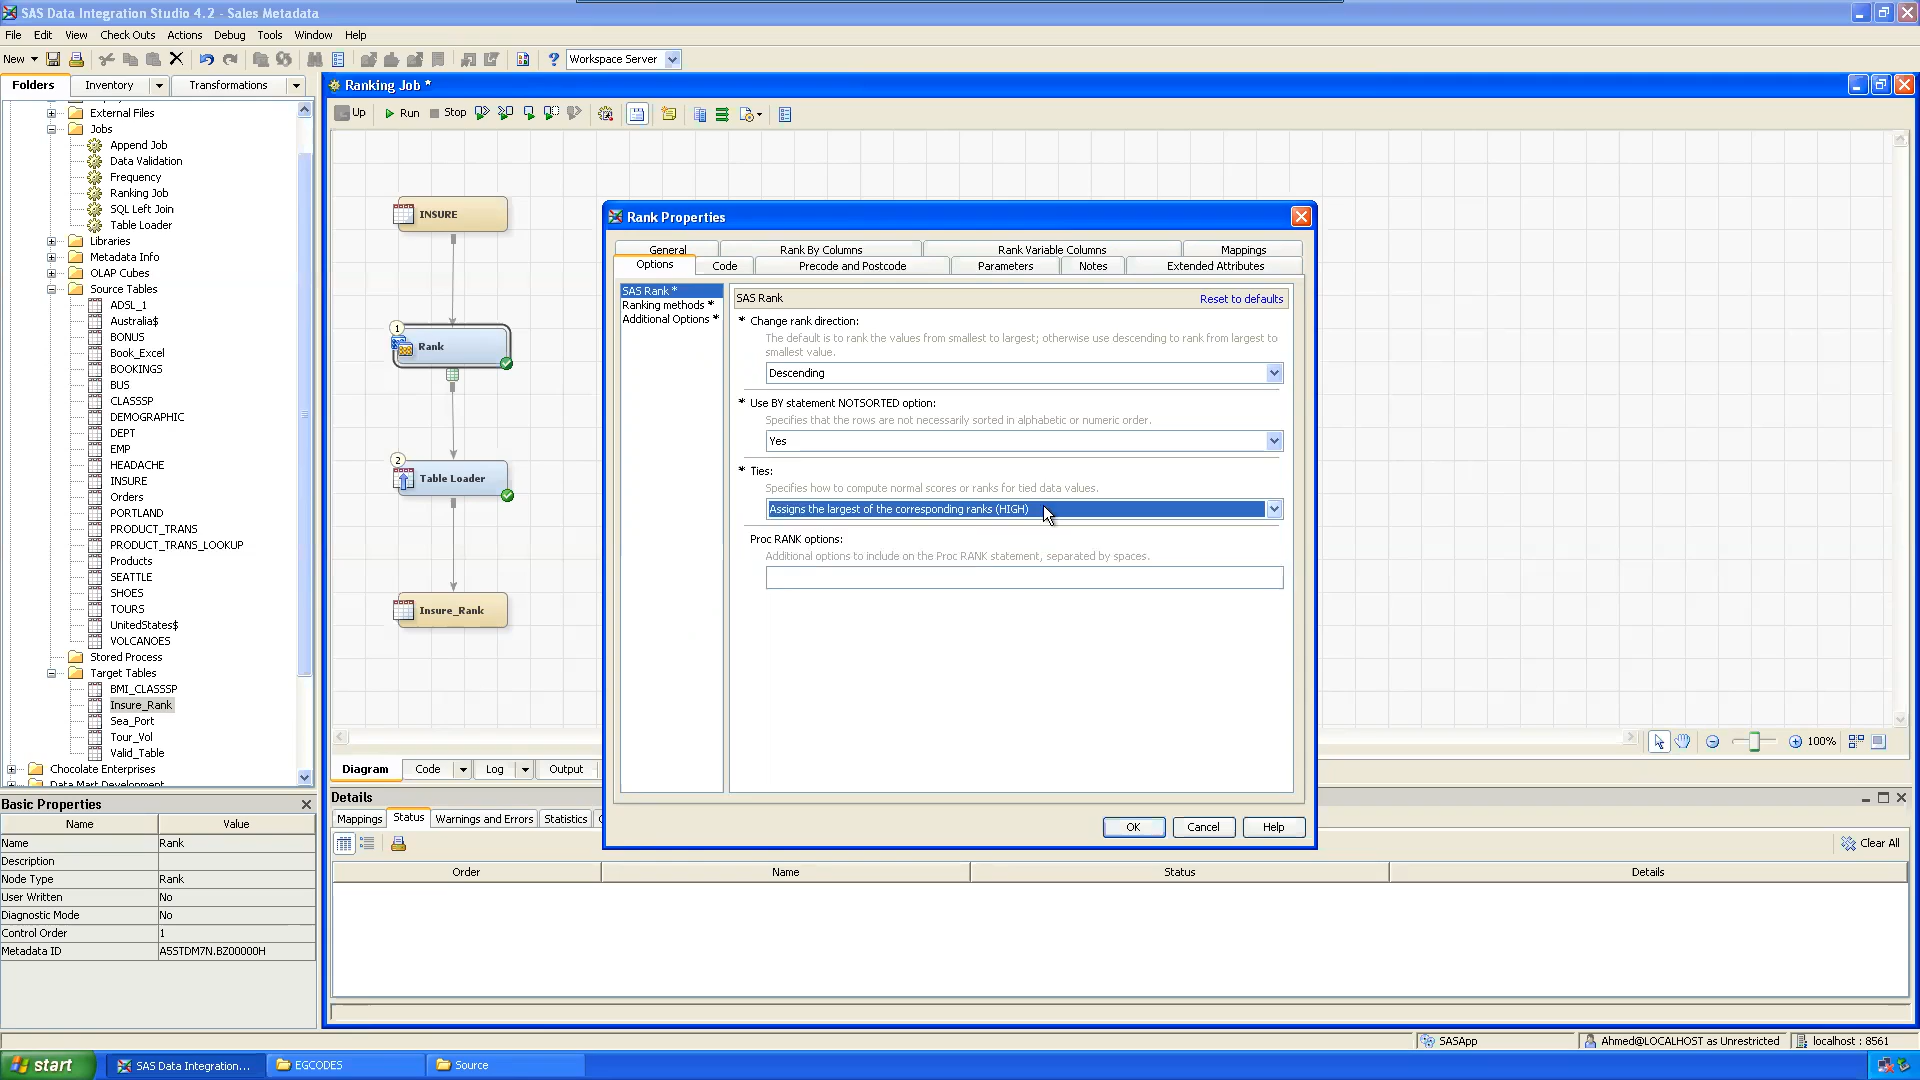 SAS Data Integration Studio 4.2 - Sales Metadata
File Edit View Check Outs Actions Debug Tools Window Help
New Workspace Server
Folders Inventory Transformations
External Files
Jobs
Append Job
Data Validation
Frequency
Ranking Job
SQL Left Join
Table Loader
Libraries
Metadata Info
OLAP Cubes
Source Tables
ADSL_1
Australia$
BONUS
Book_Excel
BOOKINGS
BUS
CLASSSP
DEMOGRAPHIC
DEPT
EMP
HEADACHE
INSURE
Orders
PORTLAND
PRODUCT_TRANS
PRODUCT_TRANS_LOOKUP
Products
SEATTLE
SHOES
TOURS
UnitedStates$
VOLCANOES
Stored Process
Target Tables
BMI_CLASSSP
Insure_Rank
Sea_Port
Tour_Vol
Valid_Table
Chocolate Enterprises
Data Mart Development
Basic Properties
Name Value
Name Rank
Description
Node Type Rank
User Written No
Diagnostic Mode No
Control Order 1
Metadata ID A5STDM7N.BZ00000H
Ranking Job *
Up Run Stop
INSURE
1
Rank
2
Table Loader
Insure_Rank
100%
Diagram Code Log Output
Details
Mappings Status Warnings and Errors Statistics
Clear All
Order Name Status Details
Rank Properties
General Rank By Columns Rank Variable Columns Mappings
Options Code Precode and Postcode Parameters Notes Extended Attributes
SAS Rank *
Ranking methods *
Additional Options *
SAS Rank Reset to defaults
* Change rank direction:
The default is to rank the values from smallest to largest; otherwise use descending to rank from largest to
smallest value.
Descending
* Use BY statement NOTSORTED option:
Specifies that the rows are not necessarily sorted in alphabetic or numeric order.
Yes
* Ties:
Specifies how to compute normal scores or ranks for tied data values.
Assigns the largest of the corresponding ranks (HIGH)
Proc RANK options:
Additional options to include on the Proc RANK statement, separated by spaces.
OK Cancel Help
SASApp Ahmed@LOCALHOST as Unrestricted localhost : 8561
start SAS Data Integration... EGCODES Source